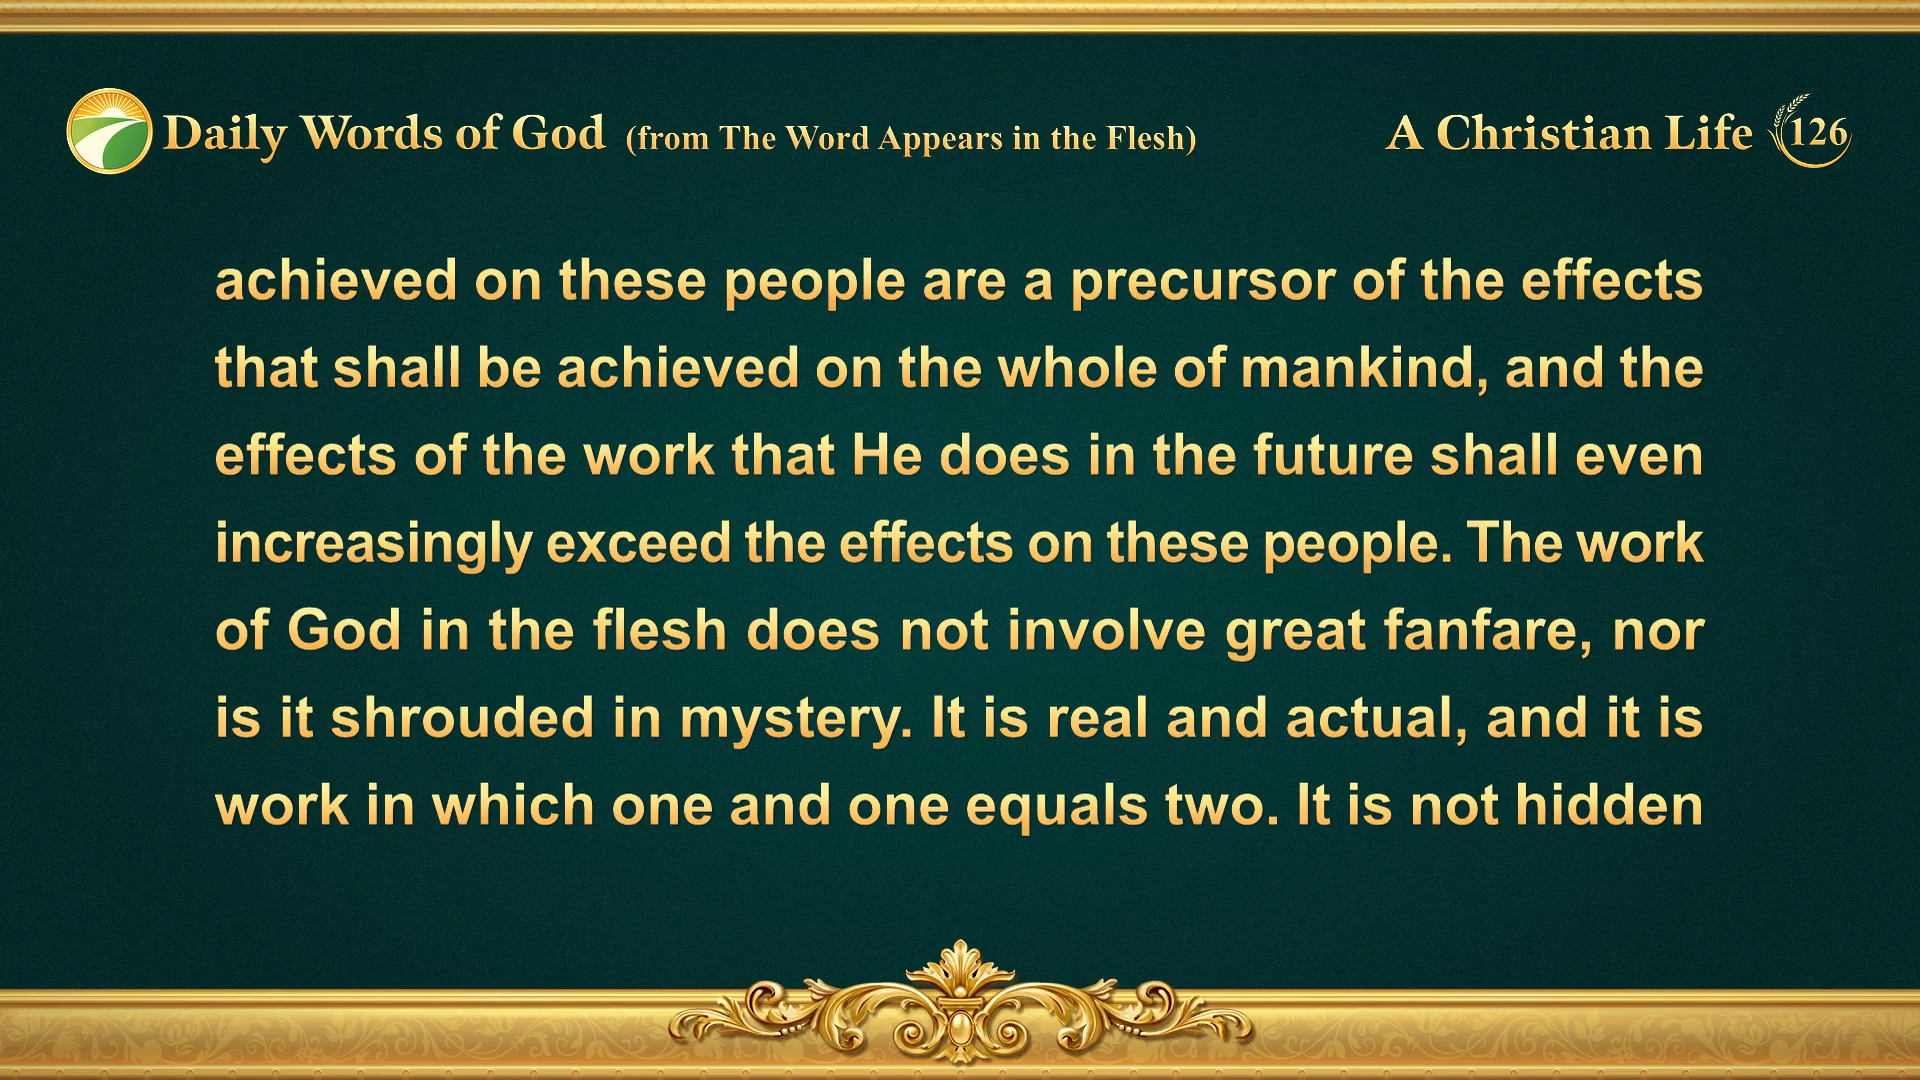 Daily Words of God (from The Word Appears in the Flesh)
A Christian Life 126
achieved on these people are a precursor of the effects
that shall be achieved on the whole of mankind, and the
effects of the work that He does in the future shall even
increasingly exceed the effects on these people. The work
of God in the flesh does not involve great fanfare, nor
is it shrouded in mystery. It is real and actual, and it is
work in which one and one equals two. It is not hidden